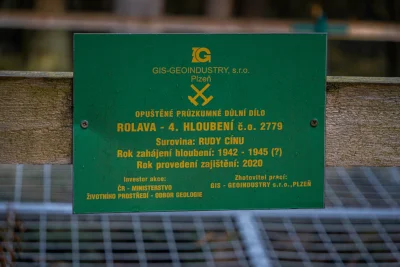 G
GIS-GEOINDUSTRY, s.r.o.
Plzeň
OPUŠTĚNÉ PRŮZKUMNÉ DŮLNÍ DÍLO
ROLAVA - 4. HLOUBENÍ č.o. 2779
Surovina: RUDY CÍNU
Rok zahájení hloubení: 1942 - 1945 (?)
Rok provedení zajištění: 2020
Investor akce:
ČR - MINISTERSTVO
ŽIVOTNÍHO PROSTŘEDÍ - ODBOR GEOLOGIE
Zhotovitel prací:
GIS - GEOINDUSTRY s.r.o., PLZEŇ